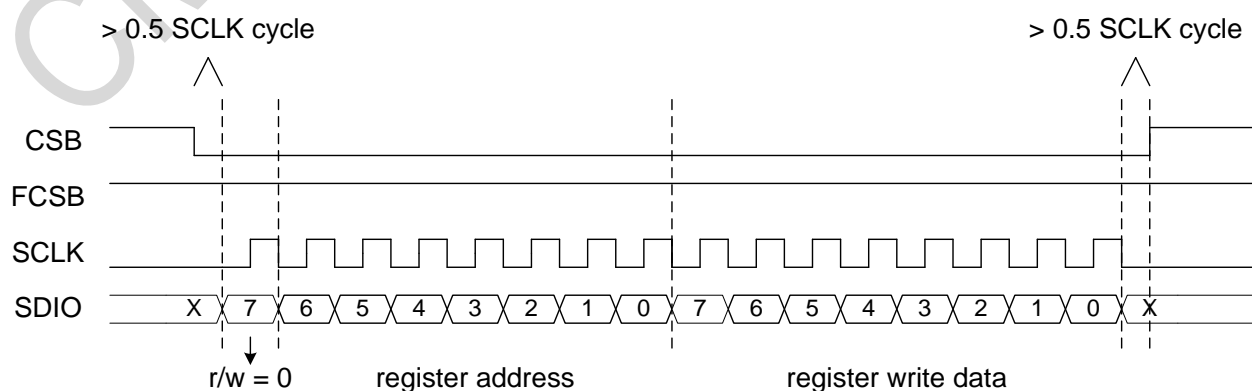 > 0.5 SCLK cycle > 0.5 SCLK cycle
CSB
FCSB
SCLK
SDIO X 7 6 5 4 3 2 1 0 7 6 5 4 3 2 1 0 X
r/w = 0 register address register write data